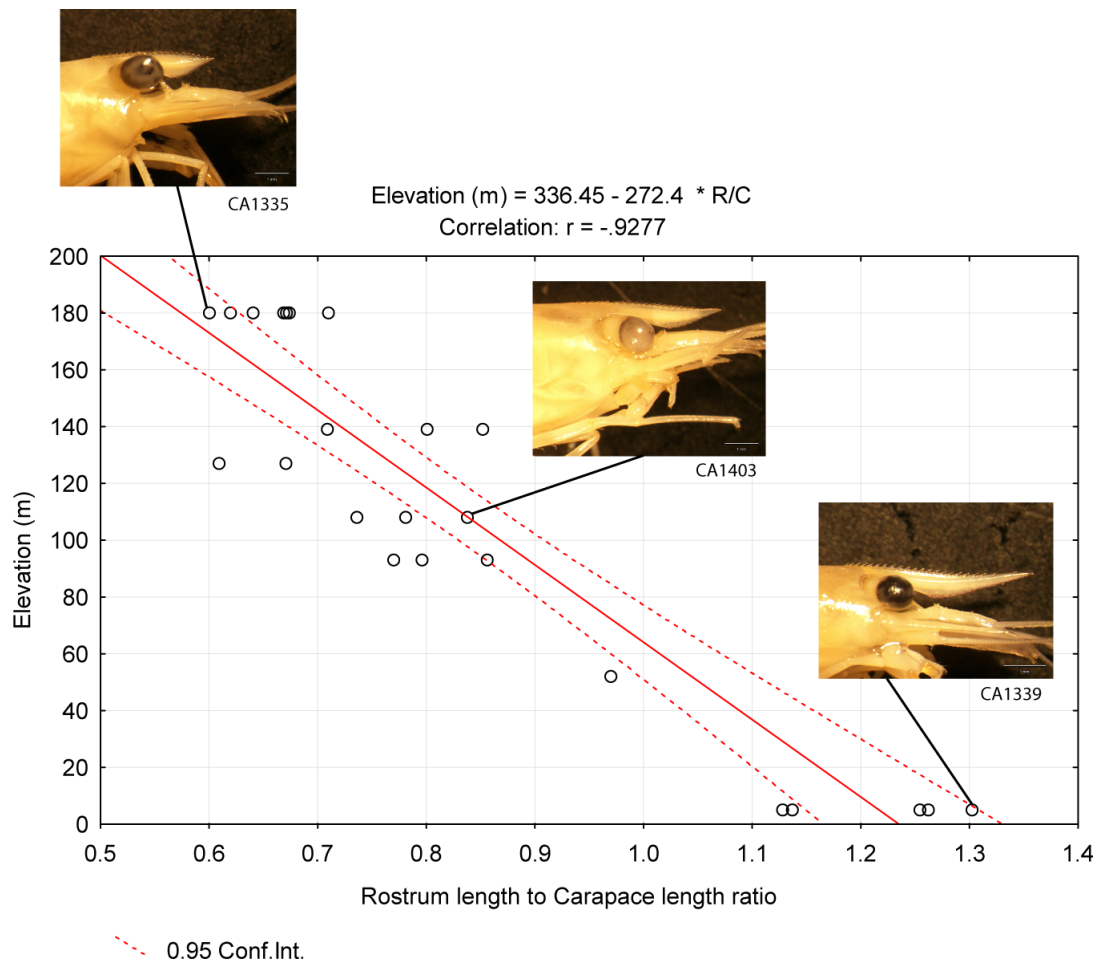 CA1335
Elevation (m) = 336.45 - 272.4 * R/C
Correlation: r = -.9277
200
180
160
140
120
100
80
60
40
20
0
Elevation (m)
CA1403
CA1339
0.5 0.6 0.7 0.8 0.9 1.0 1.1 1.2 1.3 1.4
Rostrum length to Carapace length ratio
0.95 Conf.Int.